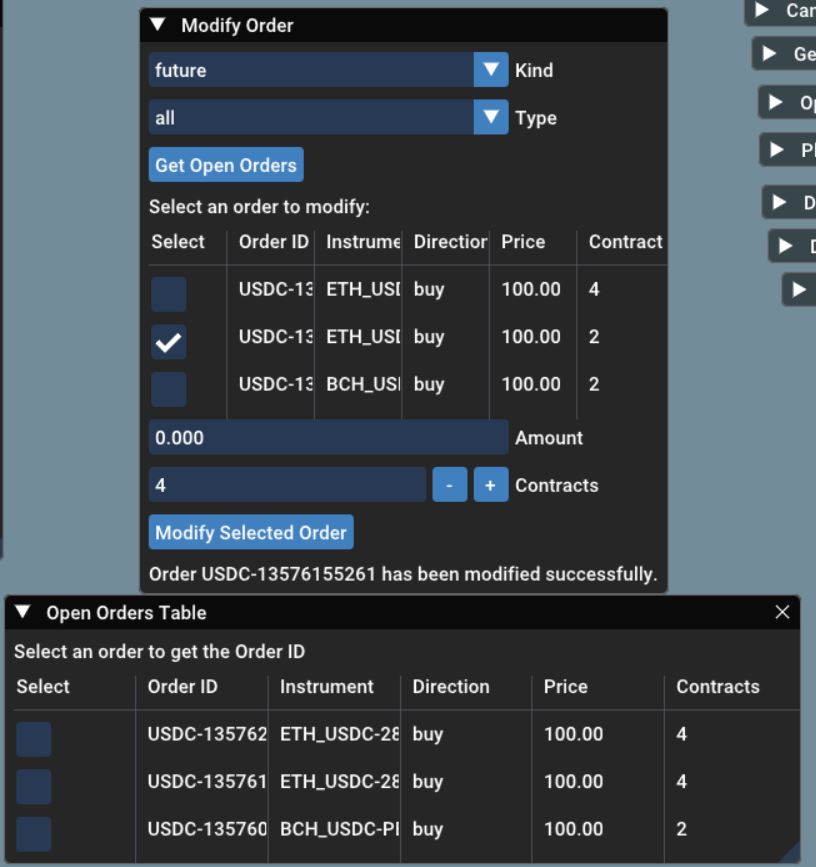 Modify Order
future Kind
all Type
Get Open Orders
Select an order to modify:
Select Order ID Instrume Direction Price Contract
USDC-13 ETH_USD buy 100.00 4
USDC-13 ETH_USD buy 100.00 2
USDC-13 BCH_USD buy 100.00 2
0.000 Amount
4 - + Contracts
Modify Selected Order
Order USDC-13576155261 has been modified successfully.
Open Orders Table
Select an order to get the Order ID
Select Order ID Instrument Direction Price Contracts
USDC-135762 ETH_USDC-28 buy 100.00 4
USDC-135761 ETH_USDC-28 buy 100.00 4
USDC-135760 BCH_USDC-P buy 100.00 2
Can
Ge
Op
Pl
D